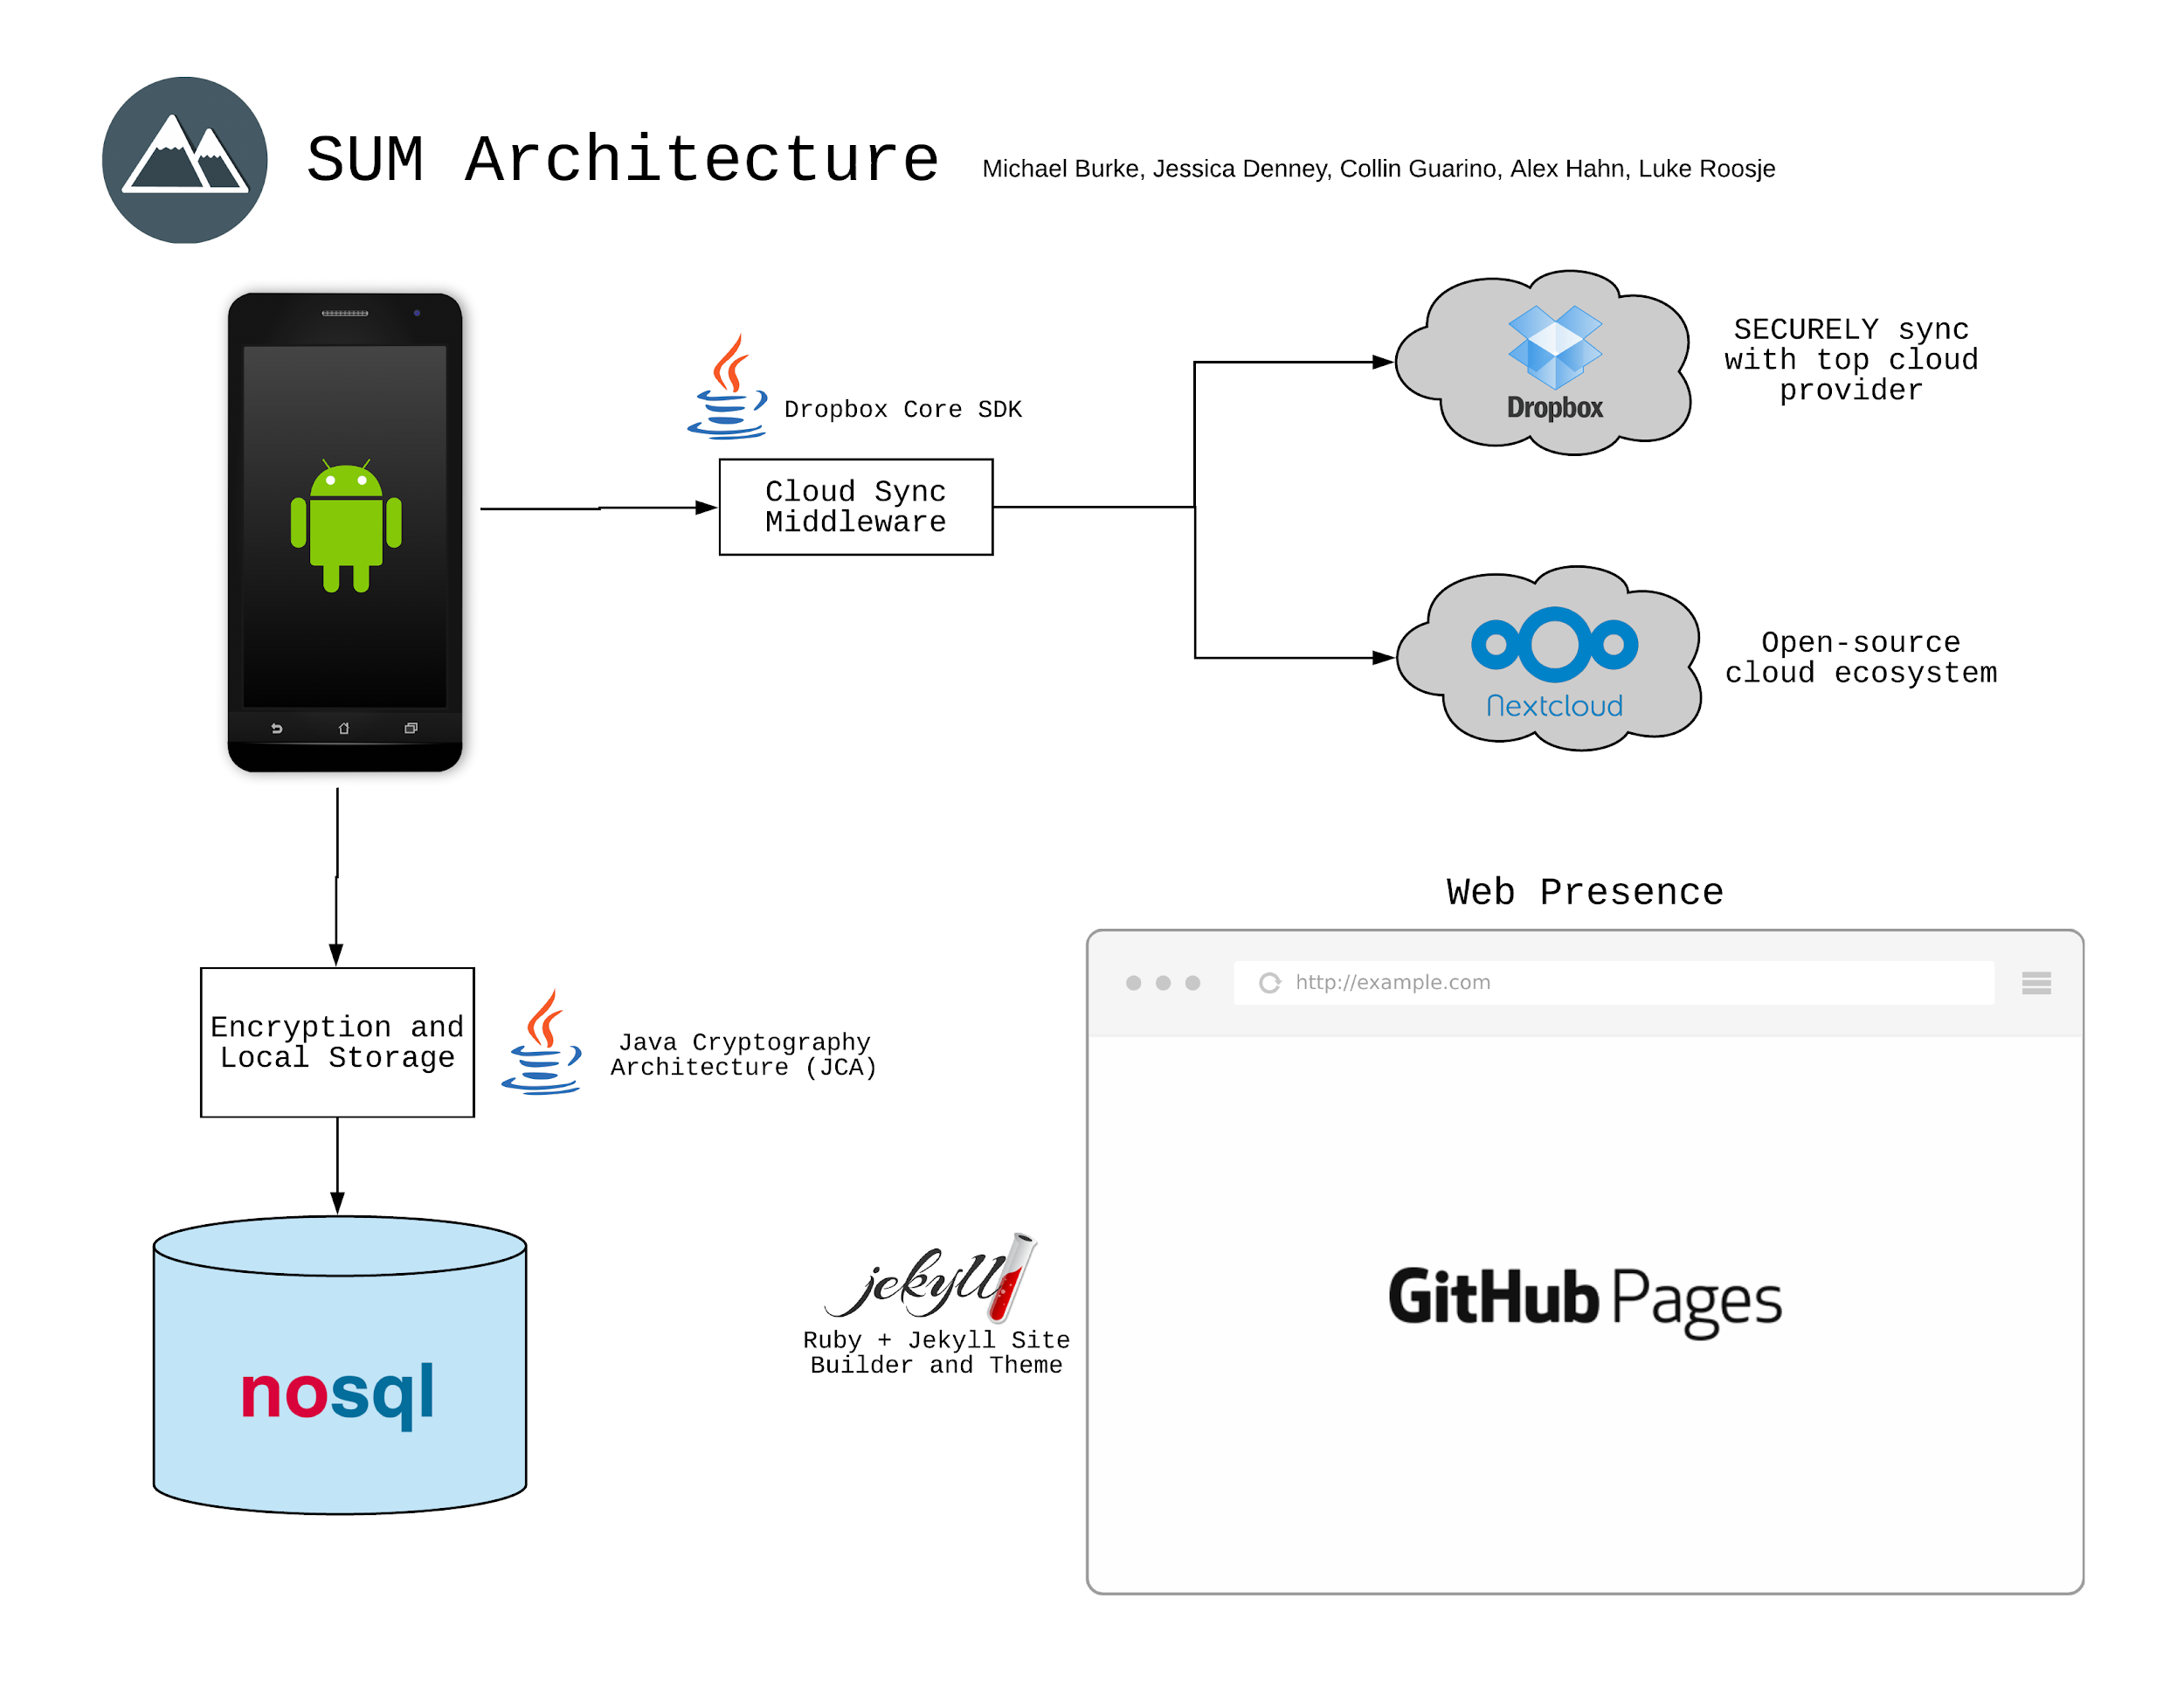 SUM Architecture
Michael Burke, Jessica Denney, Collin Guarino, Alex Hahn, Luke Roosje
Dropbox Core SDK
Cloud Sync
Middleware
Dropbox
SECURELY sync
with top cloud
provider
Nextcloud
Open-source
cloud ecosystem
Encryption and
Local Storage
Java Cryptography
Architecture (JCA)
nosql
Web Presence
http://example.com
jekyll
Ruby + Jekyll Site
Builder and Theme
GitHub Pages